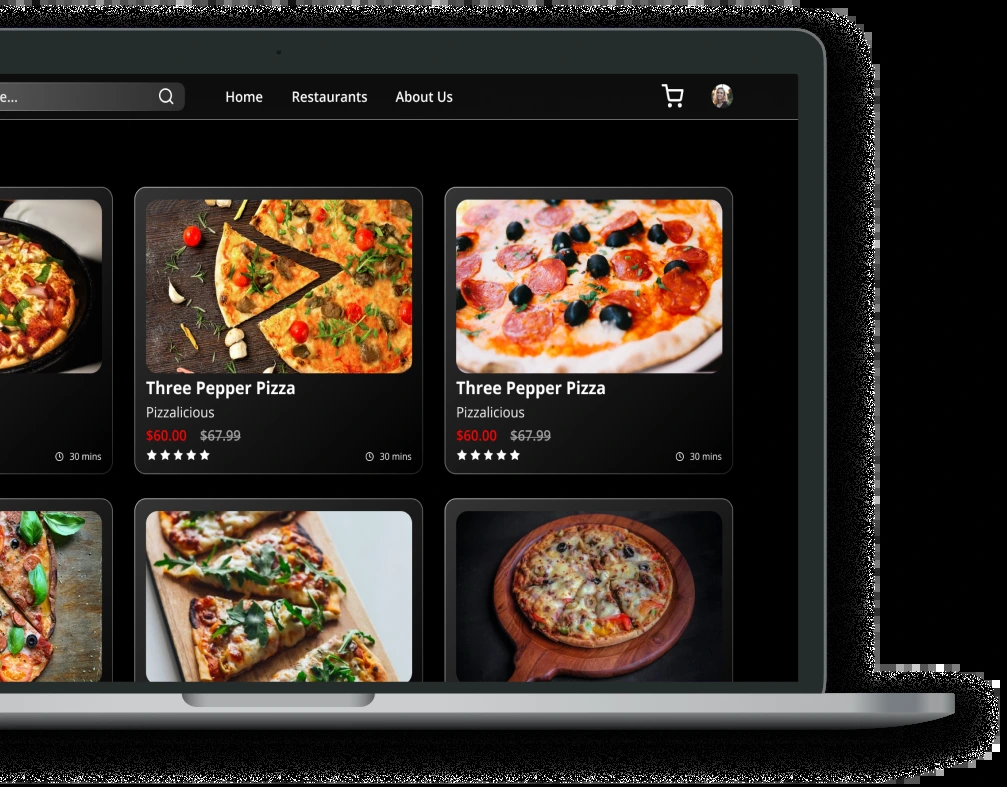 e...
Home
Restaurants
About Us
Three Pepper Pizza
Pizzalicious
$60.00 $67.99
30 mins
Three Pepper Pizza
Pizzalicious
$60.00 $67.99
30 mins
30 mins